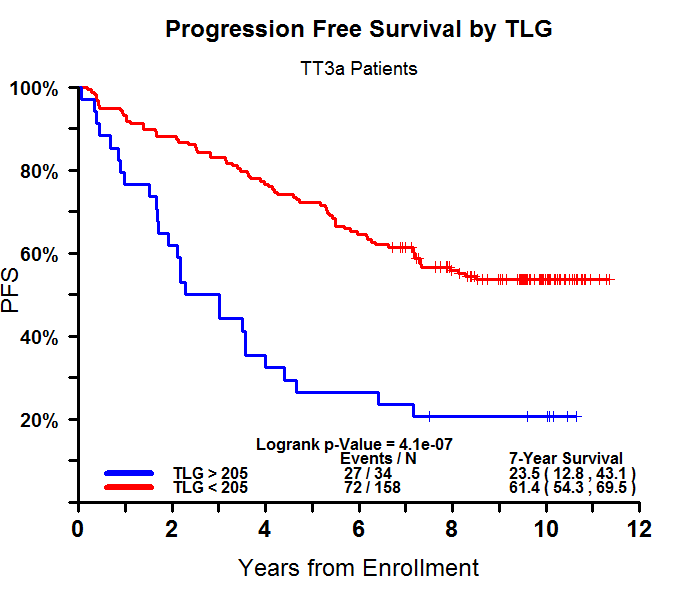 Progression Free Survival by TLG
TT3a Patients
100%
80%
60%
40%
20%
PFS
Logrank p-Value = 4.1e-07
Events / N 7-Year Survival
TLG > 205 27 / 34 23.5 ( 12.8 , 43.1 )
TLG < 205 72 / 158 61.4 ( 54.3 , 69.5 )
0 2 4 6 8 10 12
Years from Enrollment